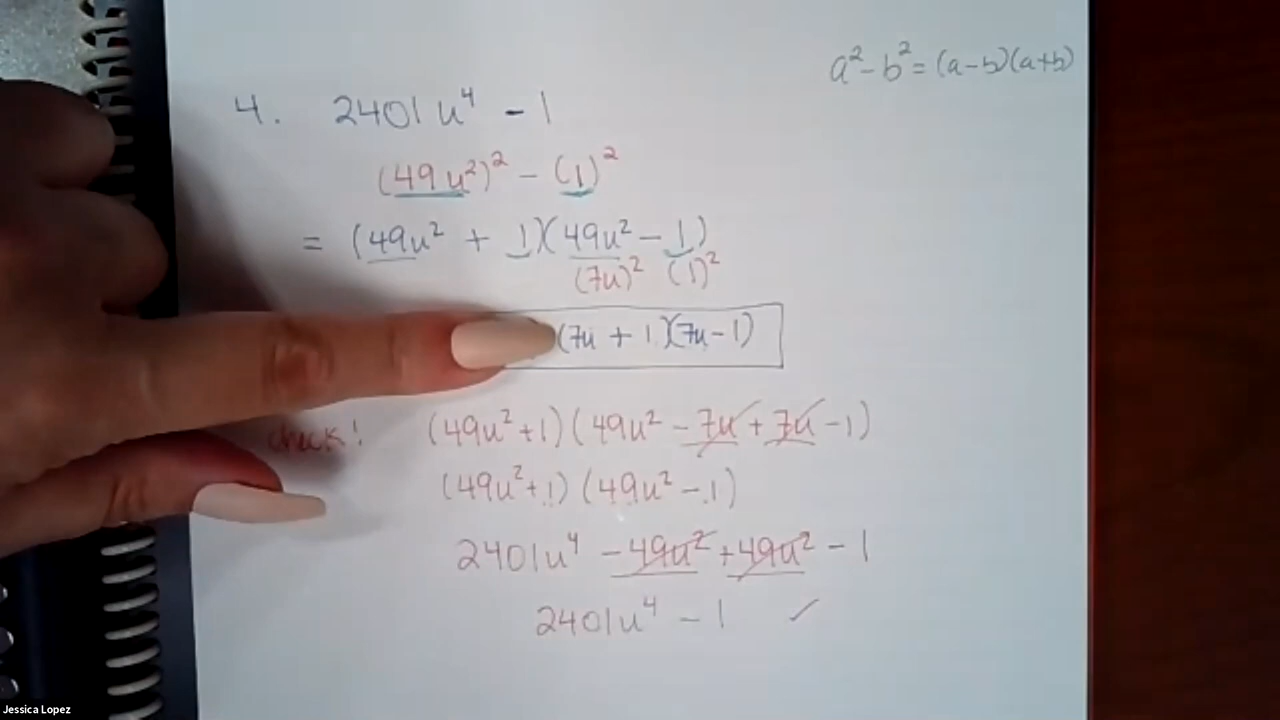 a² - b² = (a-b)(a+b)
4. 2401u⁴ - 1
(49u²)² - (1)²
= (49u² + 1)(49u² - 1)
(7u)² (1)²
(7u + 1)(7u - 1)
check! (49u²+1)(49u² - 7u + 7u - 1)
(49u²+1)(49u² - 1)
2401u⁴ - 49u² + 49u² - 1
2401u⁴ - 1 ✓
Jessica Lopez